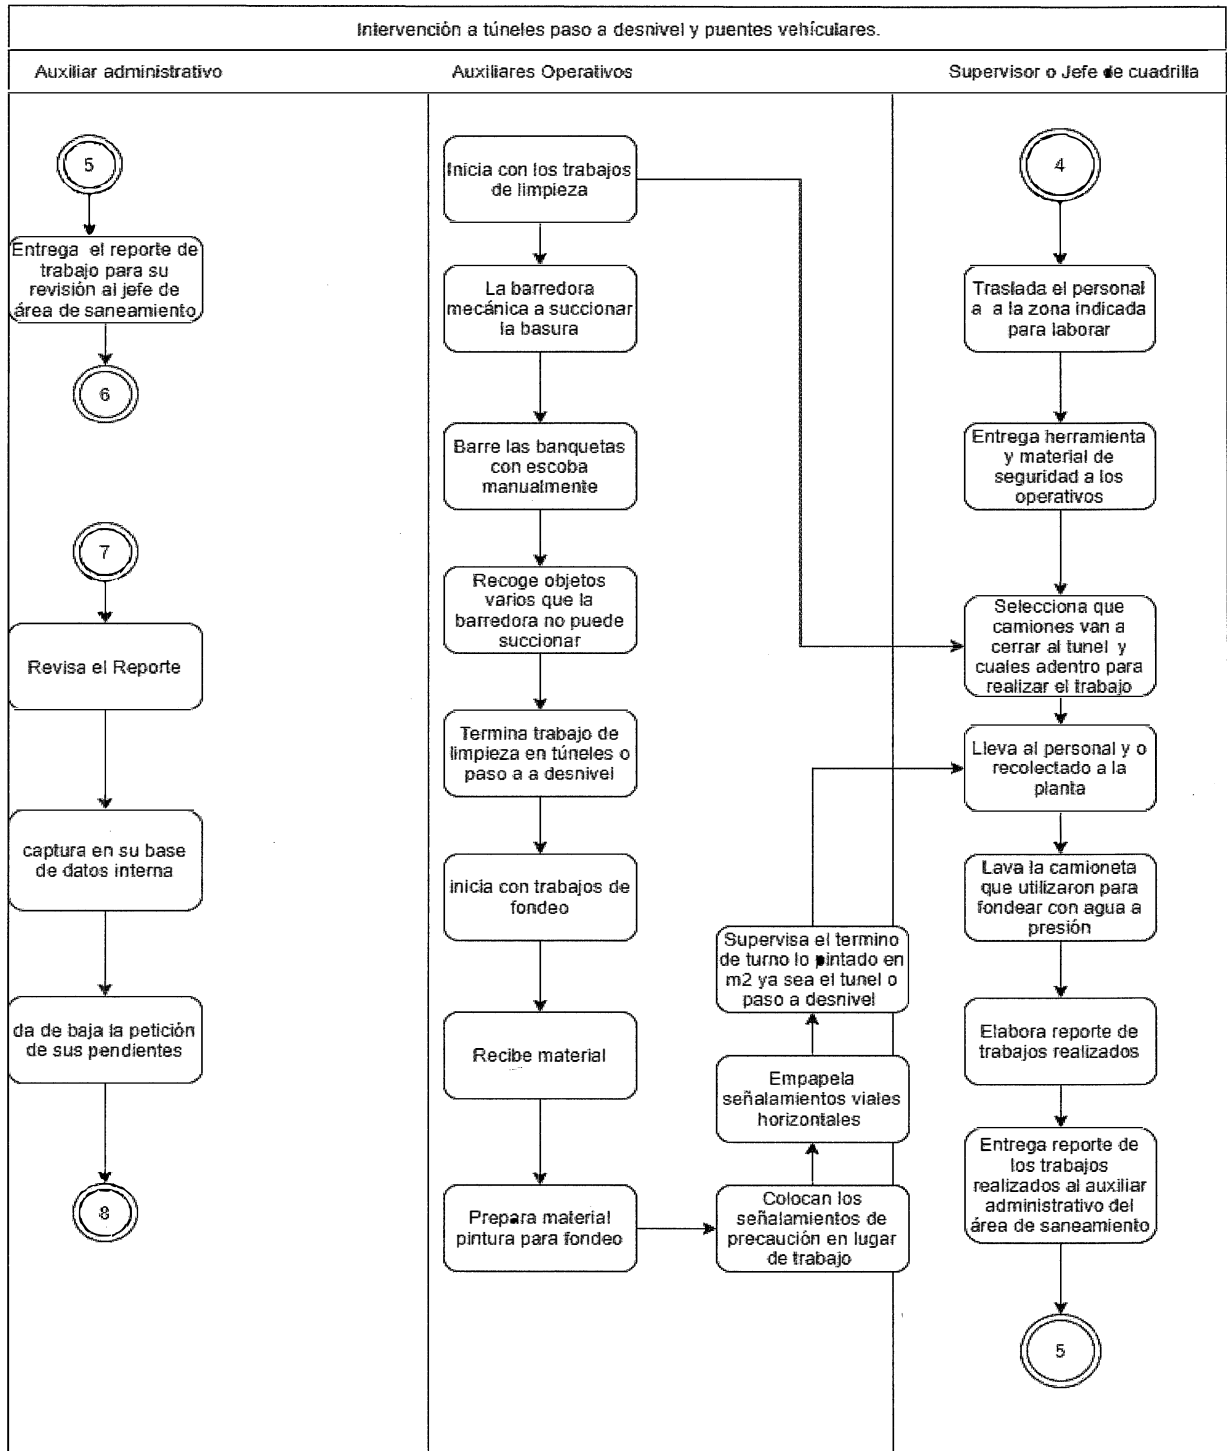 Intervención a túneles paso a desnivel y puentes vehículares.
Auxiliar administrativo
Auxiliares Operativos
Supervisor o Jefe de cuadrilla
5
Entrega el reporte de
trabajo para su
revisión al jefe de
área de saneamiento
6
7
Revisa el Reporte
captura en su base
de datos interna
da de baja la petición
de sus pendientes
8
Inicia con los trabajos
de limpieza
La barredora
mecánica a succionar
la basura
Barre las banquetas
con escoba
manualmente
Recoge objetos
varios que la
barredora no puede
succionar
Termina trabajo de
limpieza en túneles o
paso a a desnivel
inicia con trabajos de
fondeo
Recibe material
Prepara material
pintura para fondeo
Colocan los
señalamientos de
precaución en lugar
de trabajo
Empapela
señalamientos viales
horizontales
Supervisa el termino
de turno lo pintado en
m2 ya sea el tunel o
paso a desnivel
4
Traslada el personal
a a la zona indicada
para laborar
Entrega herramienta
y material de
seguridad a los
operativos
Selecciona que
camiones van a
cerrar al tunel y
cuales adentro para
realizar el trabajo
Lleva al personal y o
recolectado a la
planta
Lava la camioneta
que utilizaron para
fondear con agua a
presión
Elabora reporte de
trabajos realizados
Entrega reporte de
los trabajos
realizados al auxiliar
administrativo del
área de saneamiento
5